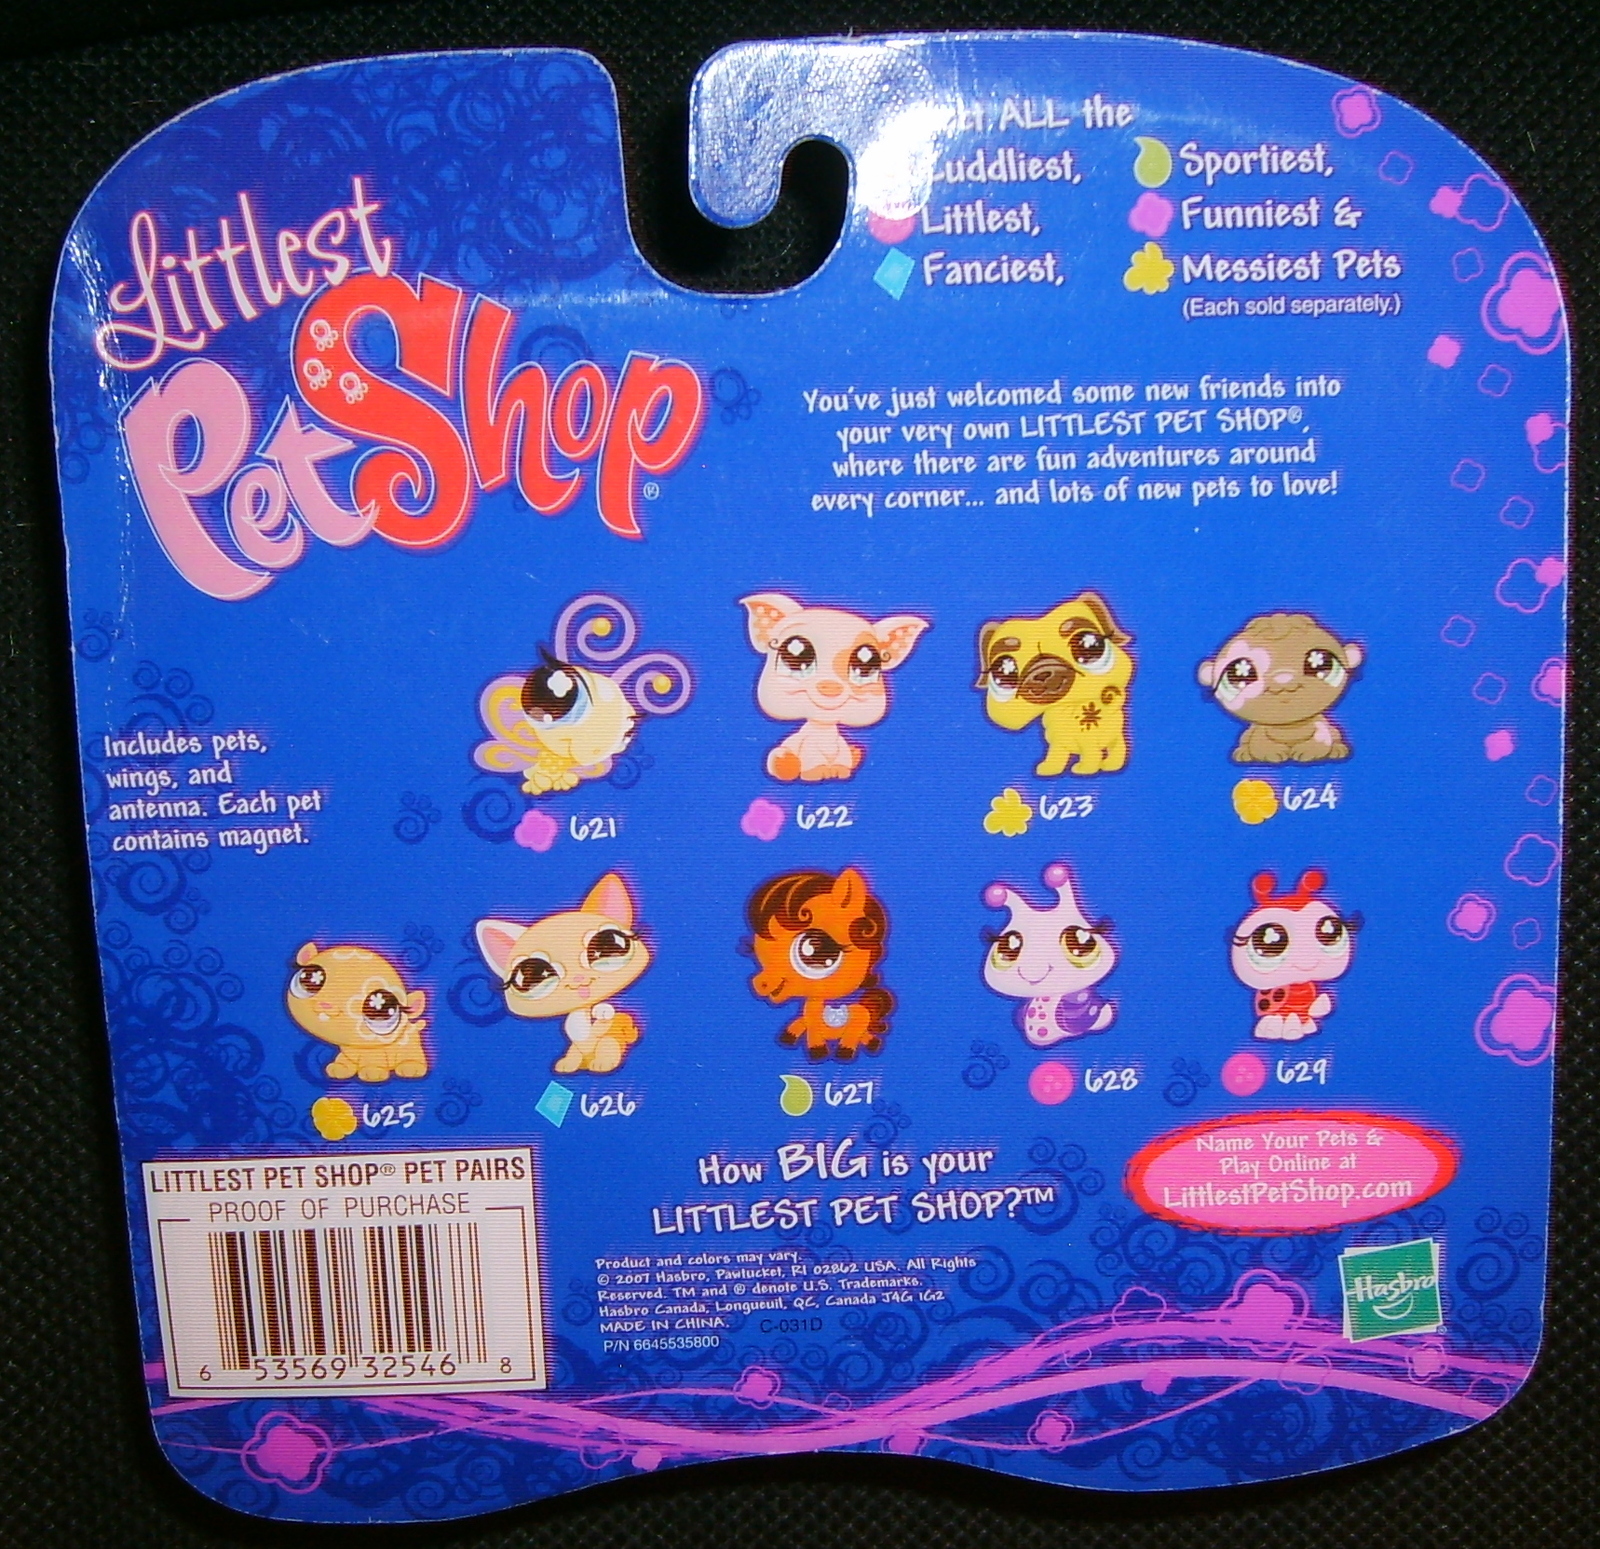 Littlest
PetShop®
ALL the
Cuddliest,
Littlest,
Fanciest,
Sportiest,
Funniest &
Messiest Pets
(Each sold separately.)
You've just welcomed some new friends into
your very own LITTLEST PET SHOP®,
where there are fun adventures around
every corner... and lots of new pets to love!
Includes pets,
wings, and
antenna. Each pet
contains magnet.
621
622
623
624
625
626
627
628
629
LITTLEST PET SHOP® PET PAIRS
PROOF OF PURCHASE
6 53569 32546 8
How BIG is your
LITTLEST PET SHOP?™
Product and colors may vary.
© 2007 Hasbro, Pawtucket, RI 02862 USA. All Rights
Reserved. TM and ® denote U.S. Trademarks.
Hasbro Canada, Longueuil, QC, Canada J4G 1G2
MADE IN CHINA. C-031D
P/N 6645535800
Name Your Pets &
Play Online at
LittlestPetShop.com
Hasbro